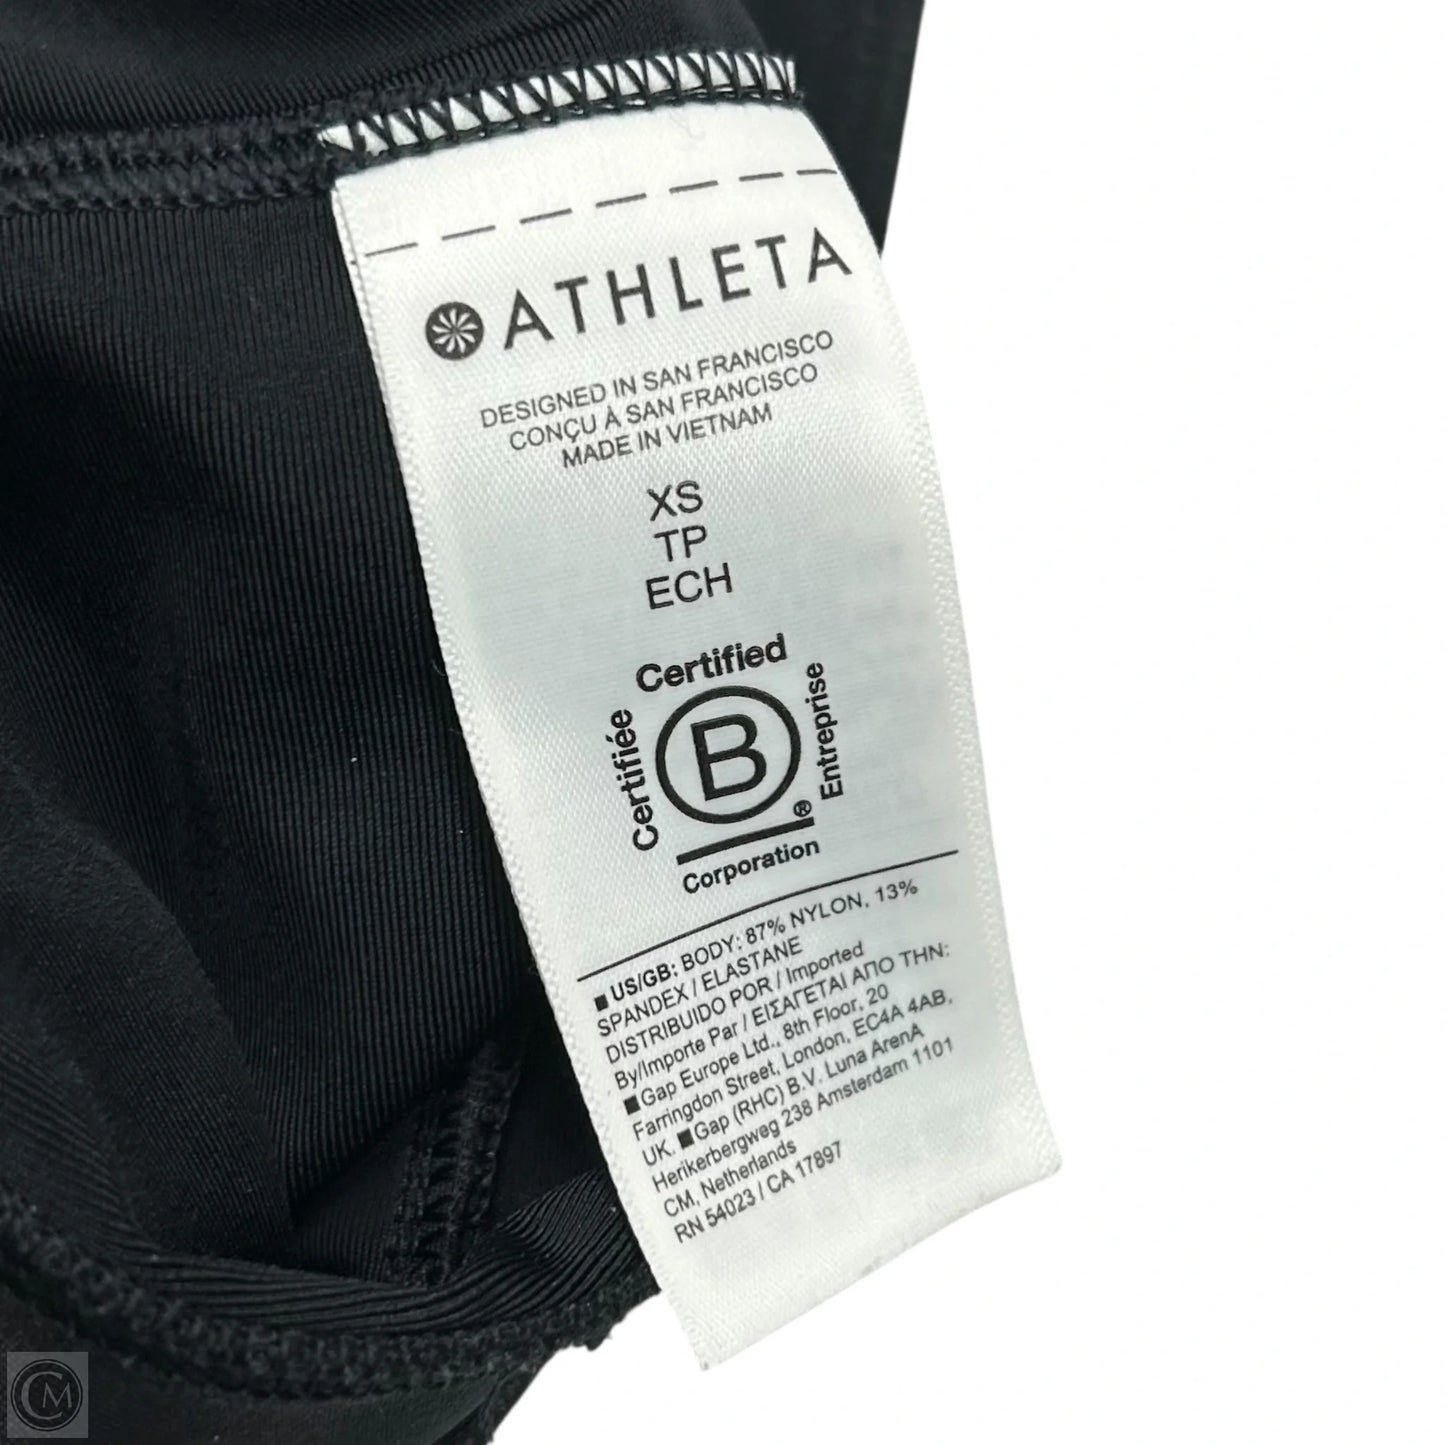 ATHLETA
DESIGNED IN SAN FRANCISCO
CONÇU À SAN FRANCISCO
MADE IN VIETNAM
XS
TP
ECH
Certified
Certifiée
B
Entreprise
®
Corporation
■ US/GB: BODY: 87% NYLON, 13%
SPANDEX / ELASTANE
DISTRIBUIDO POR / Imported
By/Importe Par / ΕΙΣΑΓΕΤΑΙ ΑΠΟ ΤΗΝ:
■Gap Europe Ltd., 8th Floor, 20
Farringdon Street, London, EC4A 4AB,
UK. ■Gap (RHC) B.V. Luna ArenA
Herikerbergweg 238 Amsterdam 1101
CM, Netherlands
RN 54023 / CA 17897
CM